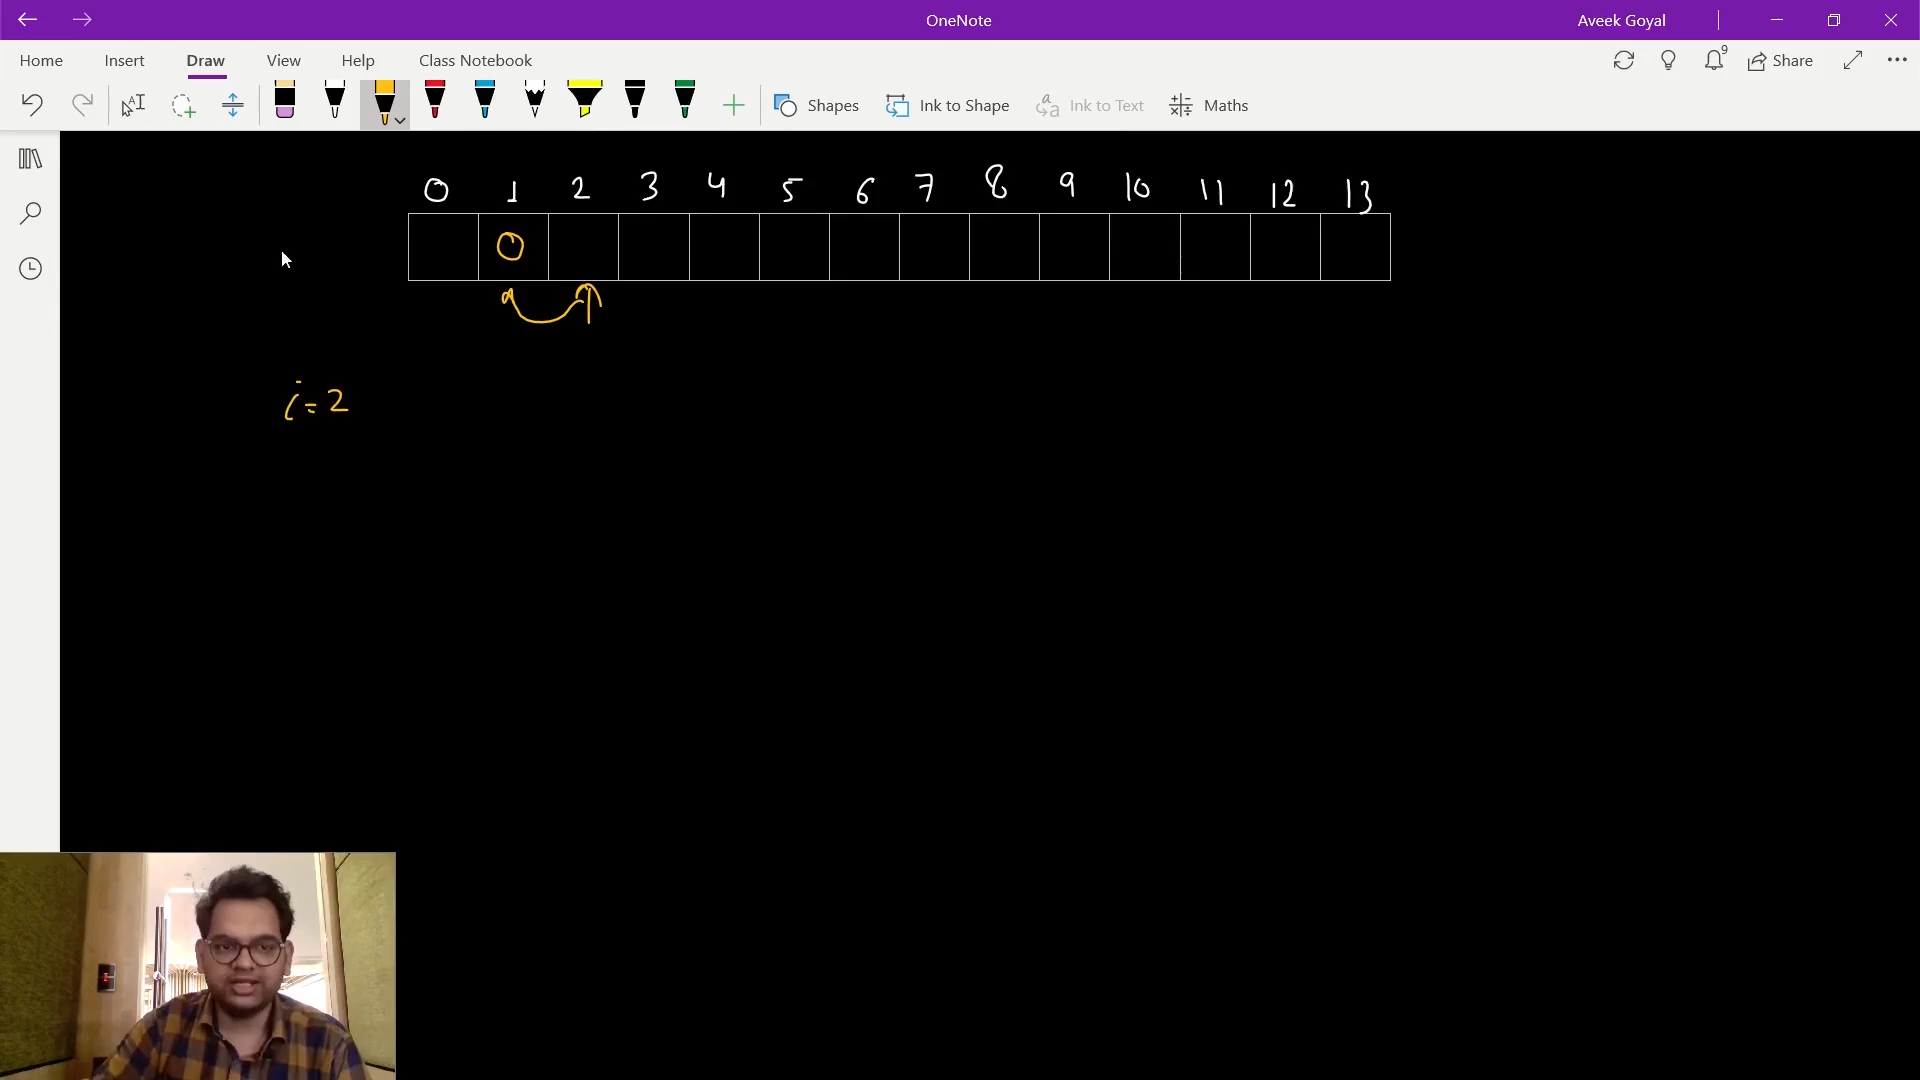 OneNote
Aveek Goyal
Home Insert Draw View Help Class Notebook
9
Share
Shapes
Ink to Shape
Ink to Text
Maths
0 1 2 3 4 5 6 7 8 9 10 11 12 13
0
i = 2